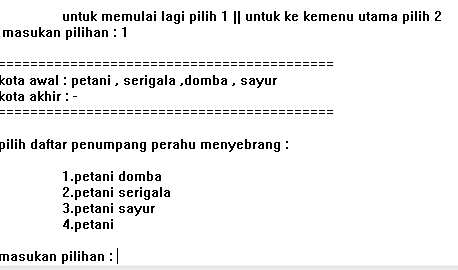 untuk memulai lagi pilih 1 || untuk ke kemenu utama pilih 2
masukan pilihan : 1
==========================================
kota awal : petani , serigala ,domba , sayur
kota akhir : -
==========================================
pilih daftar penumpang perahu menyebrang :
1.petani domba
2.petani serigala
3.petani sayur
4.petani
masukan pilihan :